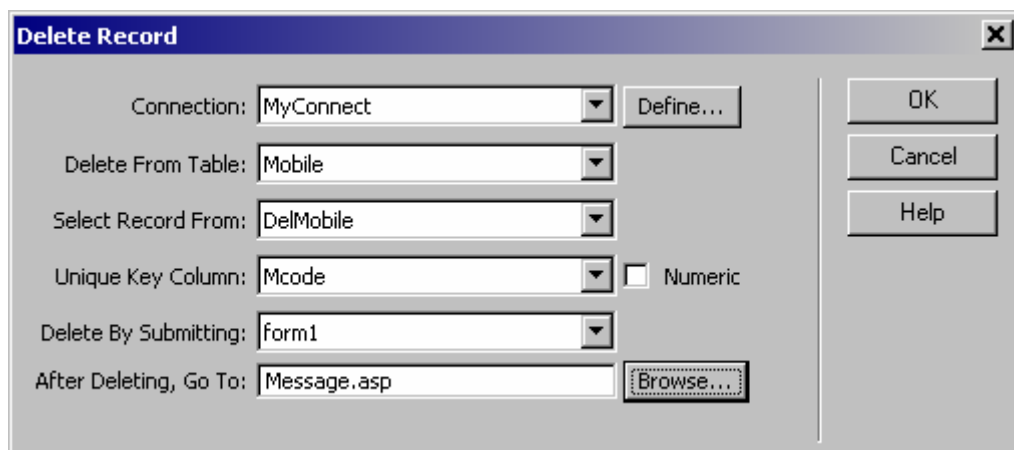 Delete Record
Connection: MyConnect Define... OK
Delete From Table: Mobile Cancel
Select Record From: DelMobile Help
Unique Key Column: Mcode Numeric
Delete By Submitting: form1
After Deleting, Go To: Message.asp Browse...